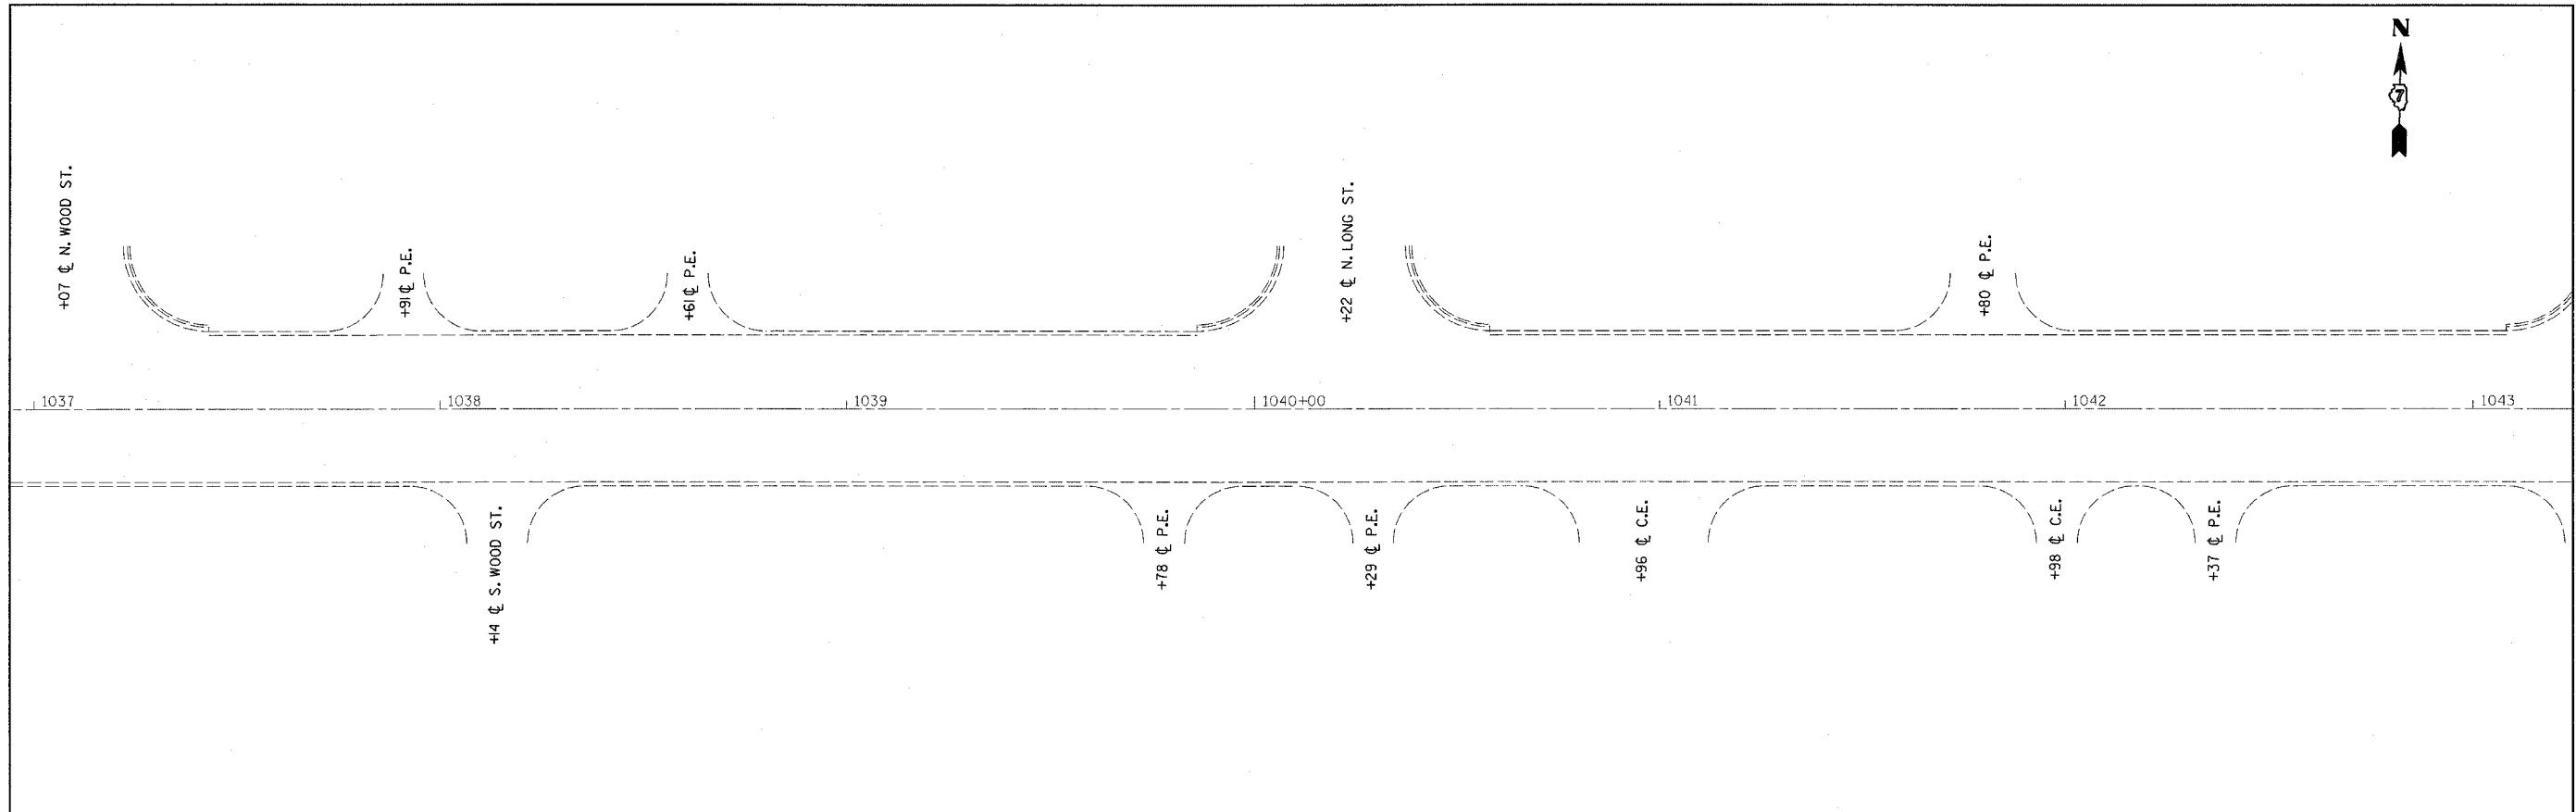 N
7
+07 ℄ N. WOOD ST.
+91 ℄ P.E.
+61 ℄ P.E.
+22 ℄ N. LONG ST.
+80 ℄ P.E.
1037
1038
1039
1040+00
1041
1042
1043
+14 ℄ S. WOOD ST.
+78 ℄ P.E.
+29 ℄ P.E.
+96 ℄ C.E.
+98 ℄ C.E.
+37 ℄ P.E.